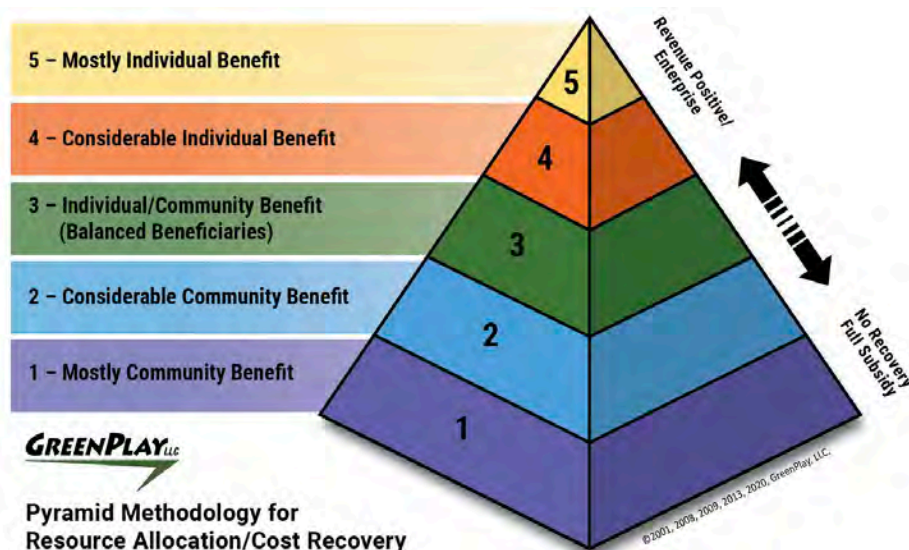 5 – Mostly Individual Benefit
4 – Considerable Individual Benefit
3 – Individual/Community Benefit
(Balanced Beneficiaries)
2 – Considerable Community Benefit
1 – Mostly Community Benefit
5
4
3
2
1
Revenue Positive/
Enterprise
No Recovery
Full Subsidy
©2001, 2008, 2009, 2013, 2020, GreenPlay, LLC.
GREENPLAY LLC
Pyramid Methodology for
Resource Allocation/Cost Recovery